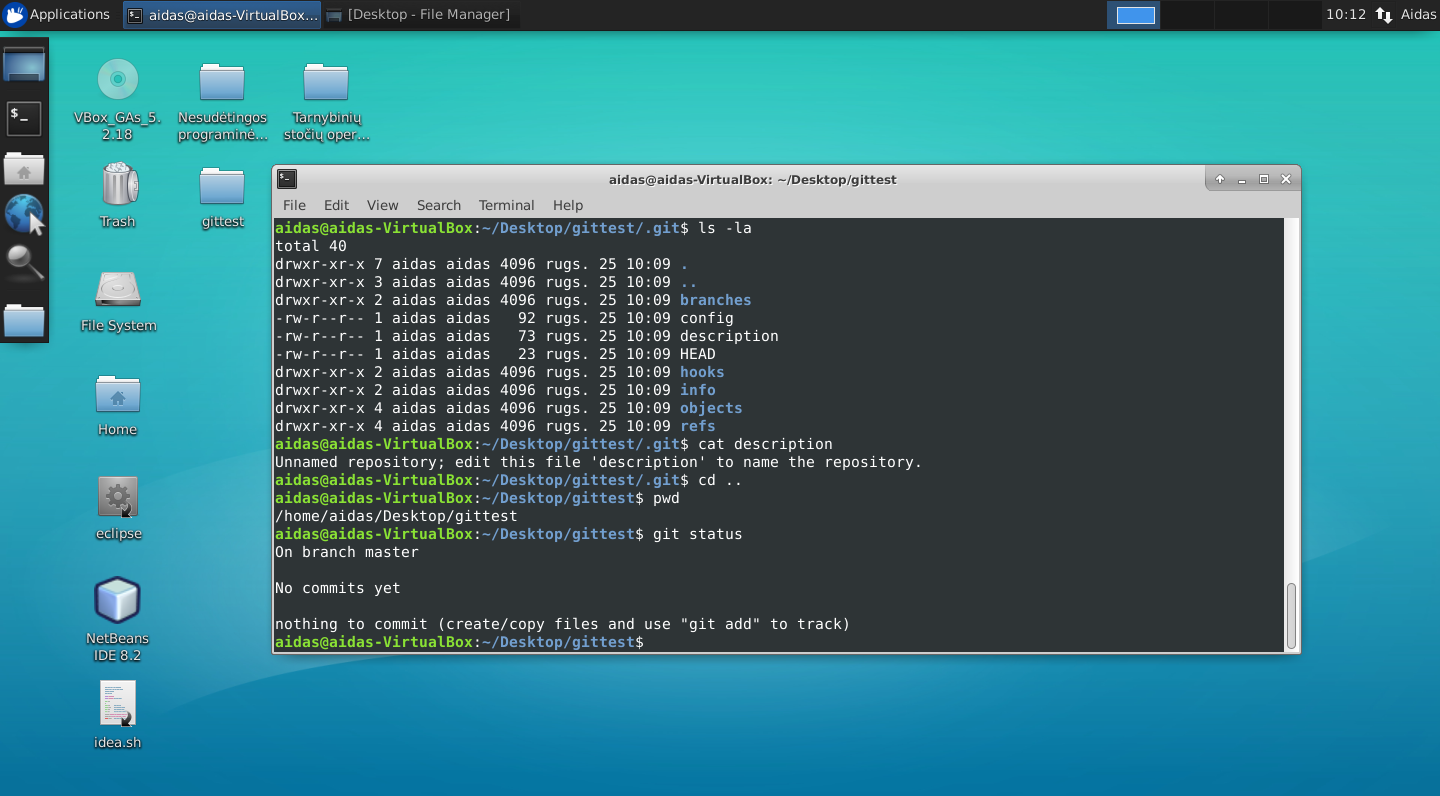 Applications
aidas@aidas-VirtualBox...
[Desktop - File Manager]
10:12
Aidas
VBox_GAs_5.
2.18
Nesudėtingos
programinė...
Tarnybinių
stočių oper...
Trash
gittest
File System
Home
eclipse
NetBeans
IDE 8.2
idea.sh
aidas@aidas-VirtualBox: ~/Desktop/gittest
File Edit View Search Terminal Help
aidas@aidas-VirtualBox:~/Desktop/gittest/.git$ ls -la
total 40
drwxr-xr-x 7 aidas aidas 4096 rugs. 25 10:09 .
drwxr-xr-x 3 aidas aidas 4096 rugs. 25 10:09 ..
drwxr-xr-x 2 aidas aidas 4096 rugs. 25 10:09 branches
-rw-r--r-- 1 aidas aidas   92 rugs. 25 10:09 config
-rw-r--r-- 1 aidas aidas   73 rugs. 25 10:09 description
-rw-r--r-- 1 aidas aidas   23 rugs. 25 10:09 HEAD
drwxr-xr-x 2 aidas aidas 4096 rugs. 25 10:09 hooks
drwxr-xr-x 2 aidas aidas 4096 rugs. 25 10:09 info
drwxr-xr-x 4 aidas aidas 4096 rugs. 25 10:09 objects
drwxr-xr-x 4 aidas aidas 4096 rugs. 25 10:09 refs
aidas@aidas-VirtualBox:~/Desktop/gittest/.git$ cat description
Unnamed repository; edit this file 'description' to name the repository.
aidas@aidas-VirtualBox:~/Desktop/gittest/.git$ cd ..
aidas@aidas-VirtualBox:~/Desktop/gittest$ pwd
/home/aidas/Desktop/gittest
aidas@aidas-VirtualBox:~/Desktop/gittest$ git status
On branch master
No commits yet
nothing to commit (create/copy files and use "git add" to track)
aidas@aidas-VirtualBox:~/Desktop/gittest$